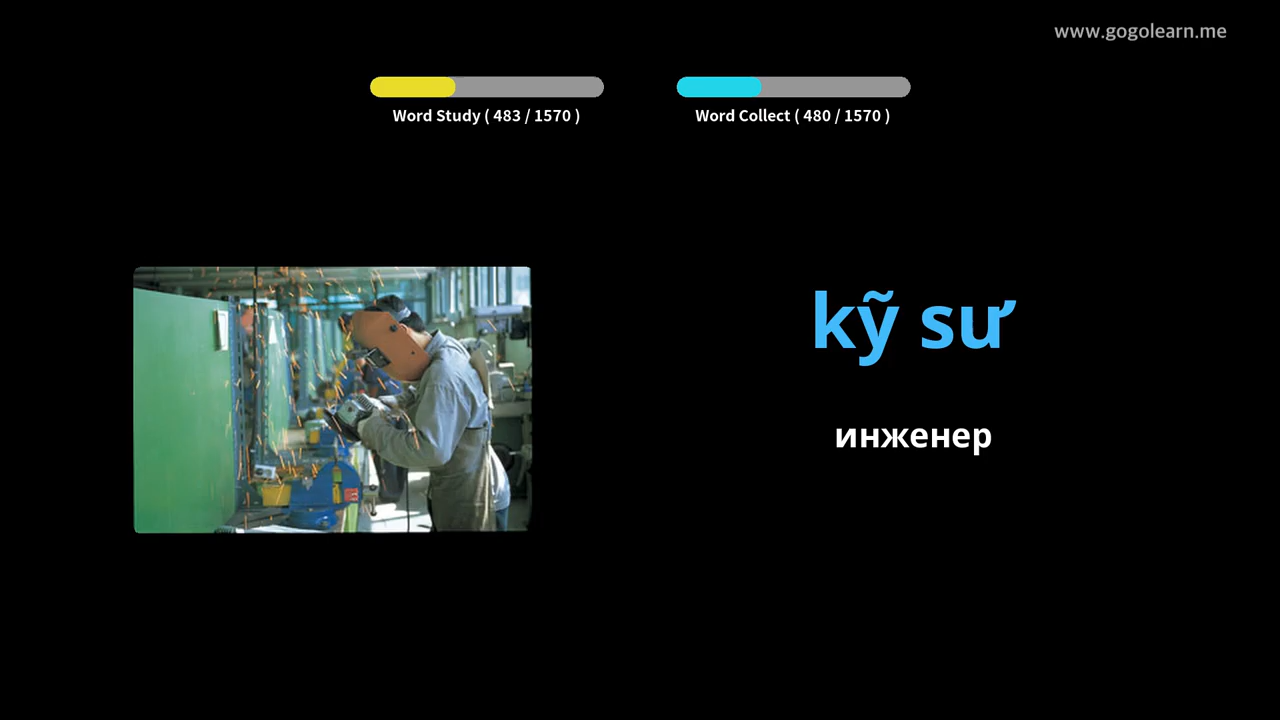 www.gogolearn.me
Word Study ( 483 / 1570 )
Word Collect ( 480 / 1570 )
kỹ sư
инженер